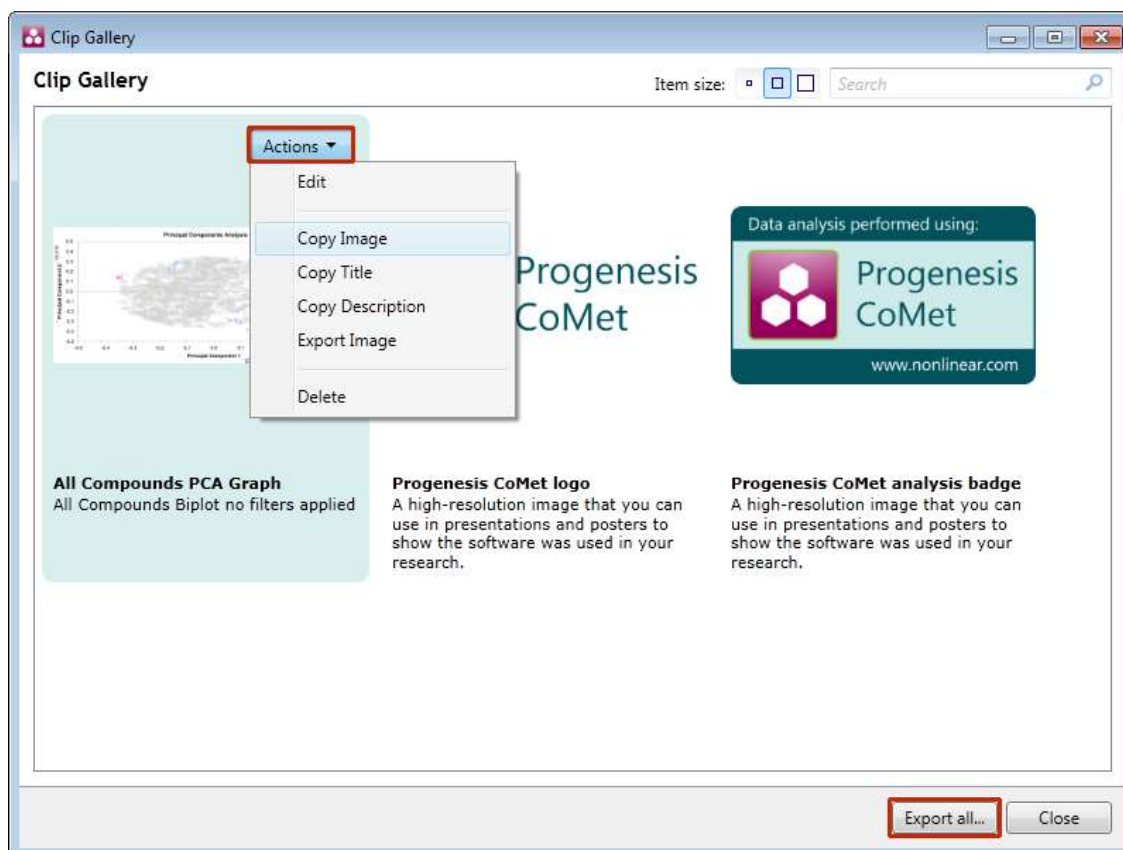 Clip Gallery
Clip Gallery
Item size:
Search
Actions
Edit
Copy Image
Copy Title
Copy Description
Export Image
Delete
Principal Components Analysis
Progenesis
CoMet
Data analysis performed using:
Progenesis
CoMet
www.nonlinear.com
All Compounds PCA Graph
All Compounds Biplot no filters applied
Progenesis CoMet logo
A high-resolution image that you can
use in presentations and posters to
show the software was used in your
research.
Progenesis CoMet analysis badge
A high-resolution image that you can
use in presentations and posters to
show the software was used in your
research.
Export all...
Close